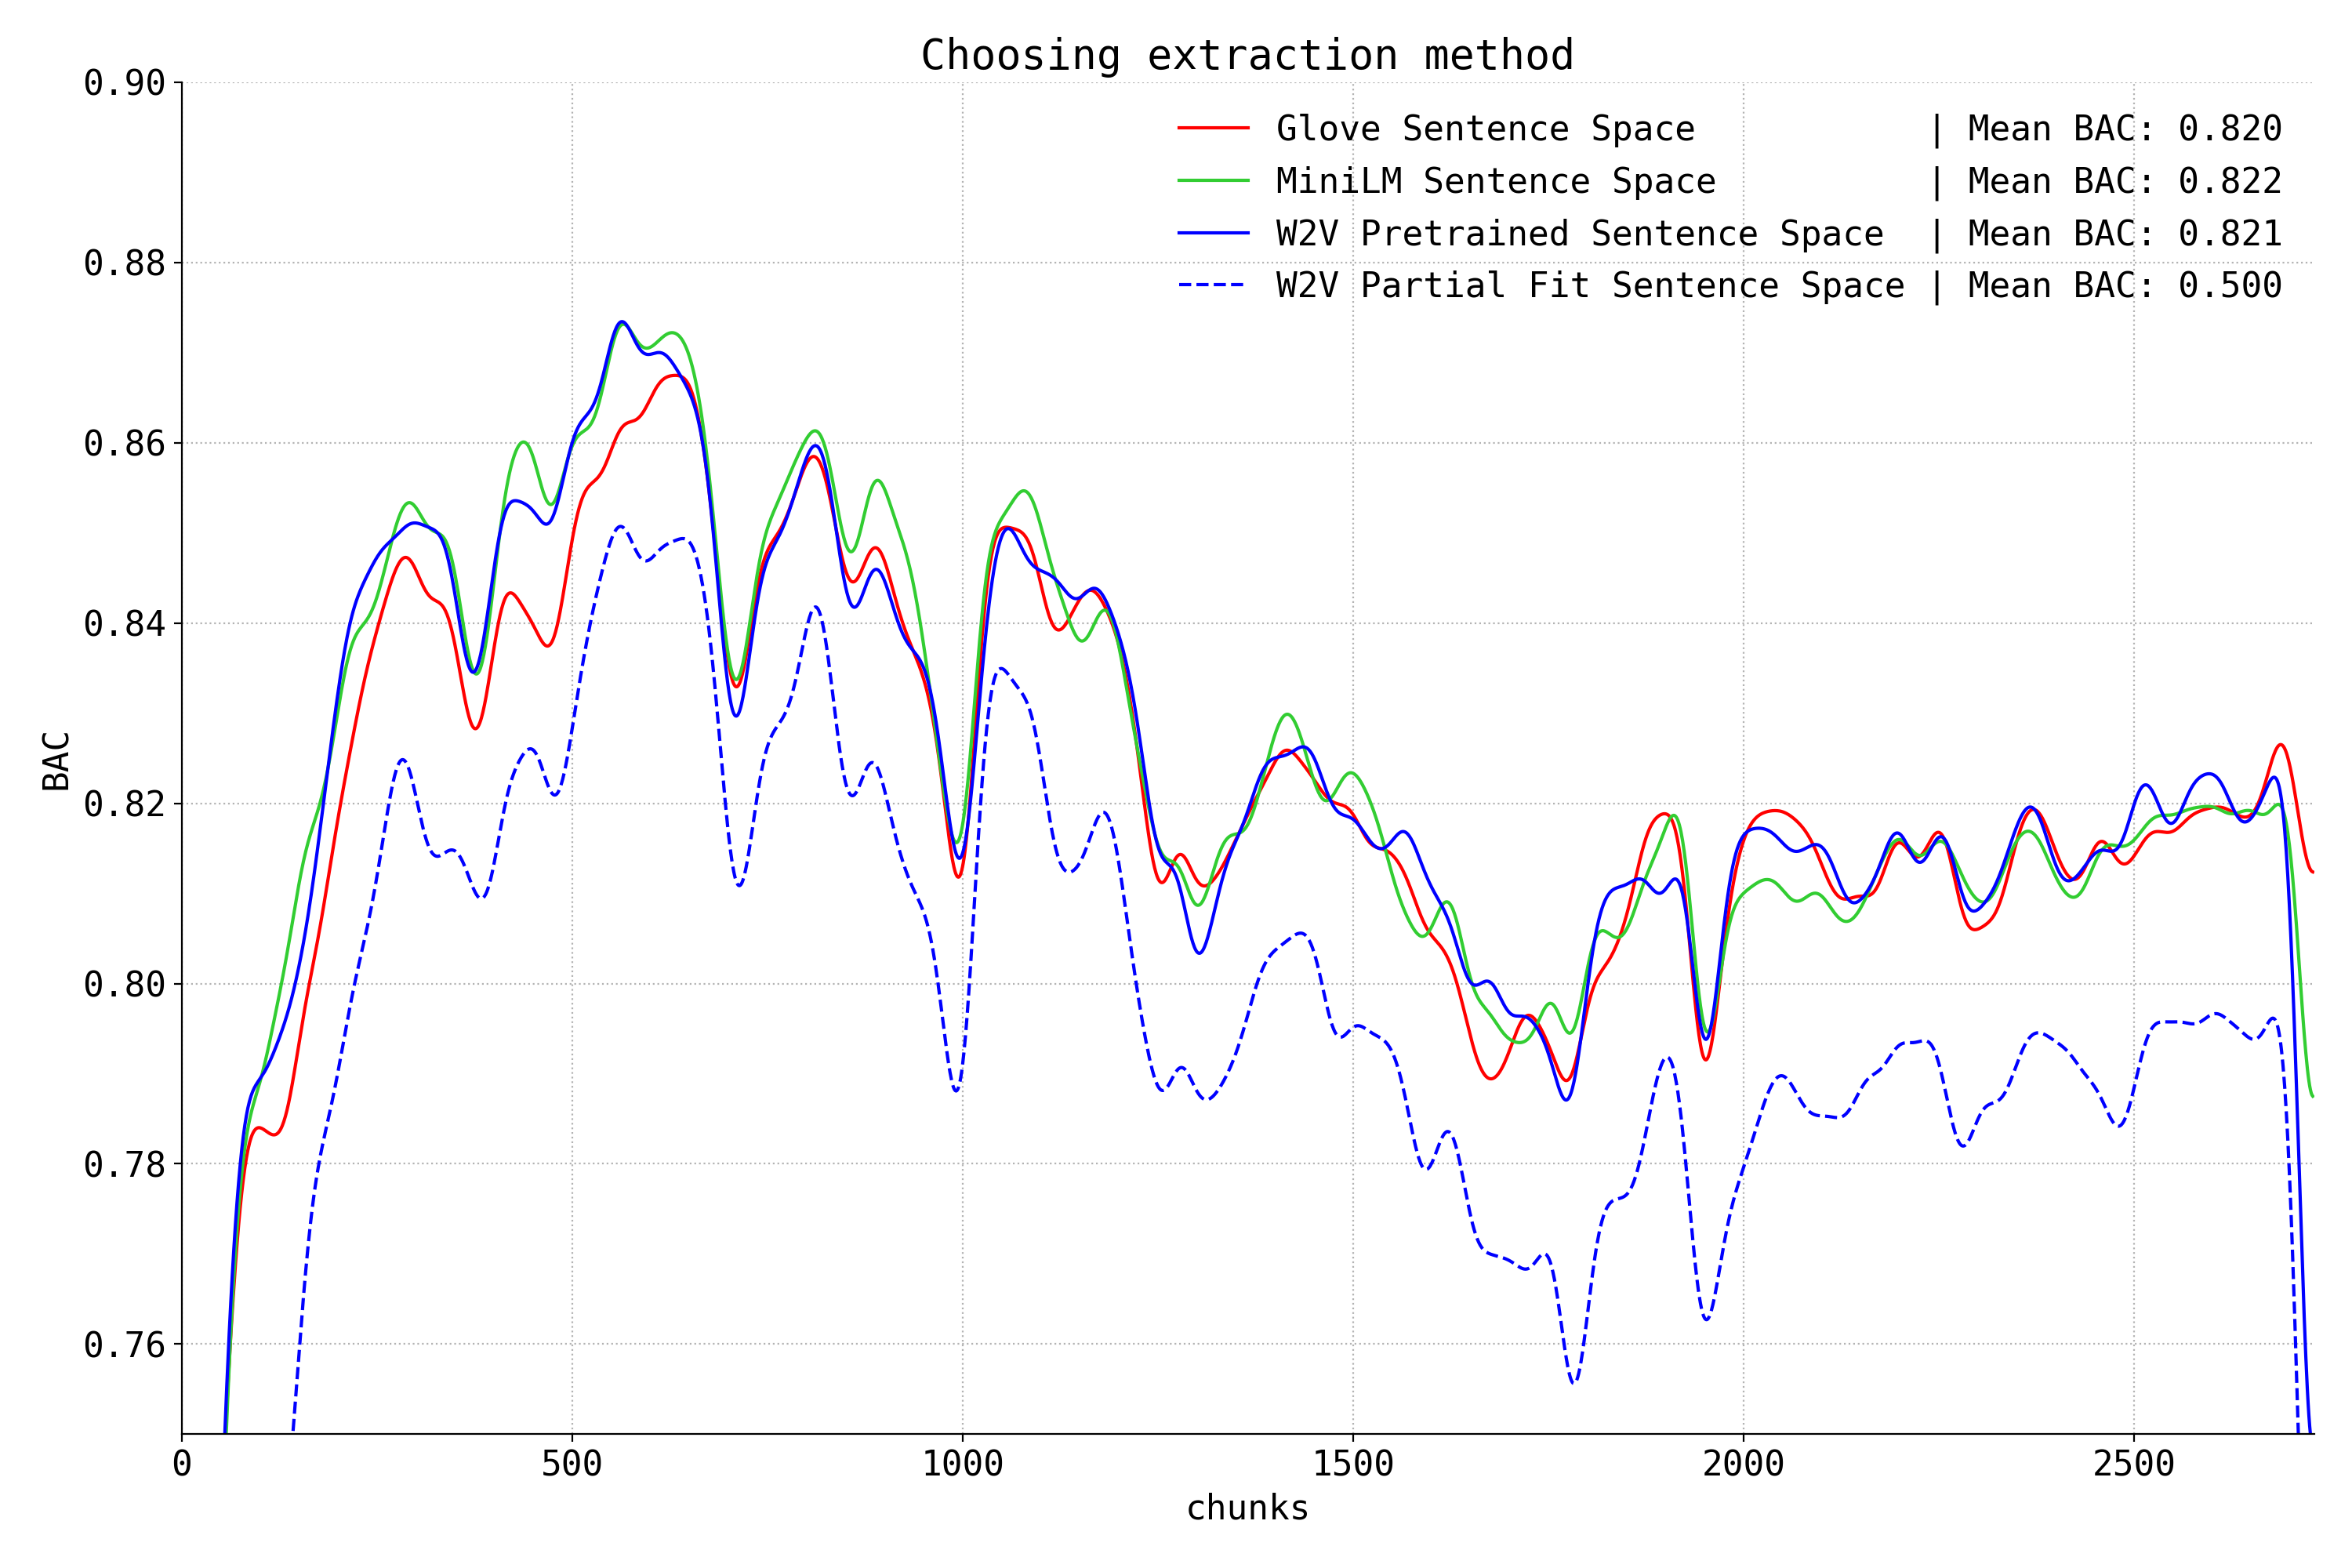 Choosing extraction method
Glove Sentence Space | Mean BAC: 0.820
MiniLM Sentence Space | Mean BAC: 0.822
W2V Pretrained Sentence Space | Mean BAC: 0.821
W2V Partial Fit Sentence Space | Mean BAC: 0.500
BAC
0.90
0.88
0.86
0.84
0.82
0.80
0.78
0.76
0 500 1000 1500 2000 2500
chunks